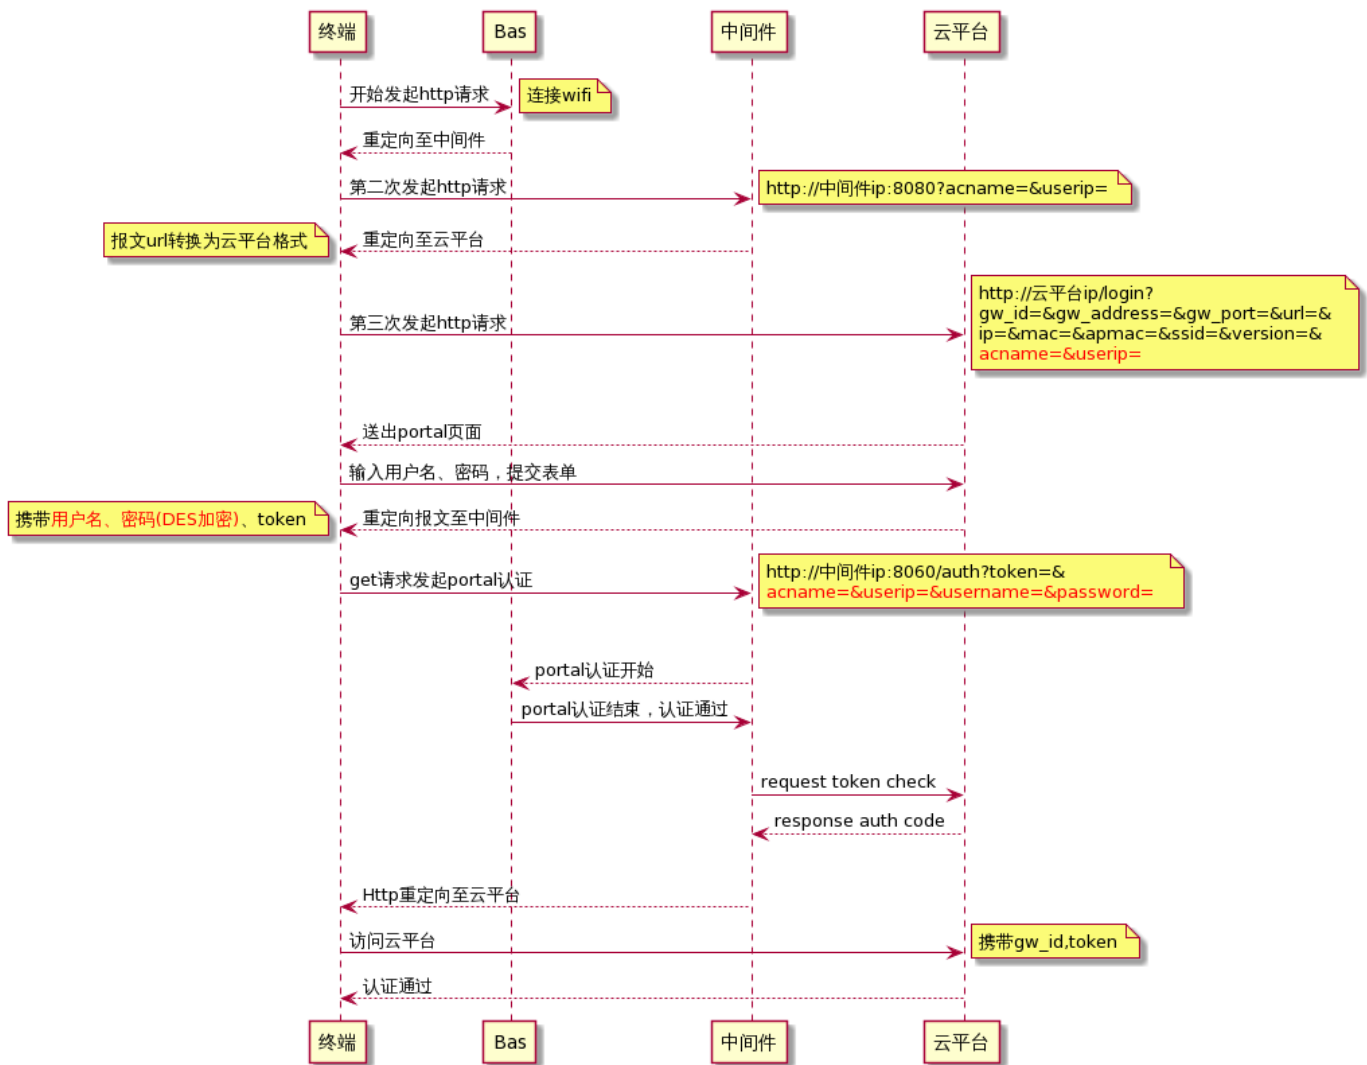 终端
Bas
中间件
云平台
开始发起http请求
连接wifi
重定向至中间件
第二次发起http请求
http://中间件ip:8080?acname=&userip=
报文url转换为云平台格式
重定向至云平台
http://云平台ip/login?
gw_id=&gw_address=&gw_port=&url=&
ip=&mac=&apmac=&ssid=&version=&
acname=&userip=
第三次发起http请求
送出portal页面
输入用户名、密码，提交表单
携带用户名、密码(DES加密)、token
重定向报文至中间件
get请求发起portal认证
http://中间件ip:8060/auth?token=&
acname=&userip=&username=&password=
portal认证开始
portal认证结束，认证通过
request token check
response auth code
Http重定向至云平台
访问云平台
携带gw_id,token
认证通过
终端
Bas
中间件
云平台